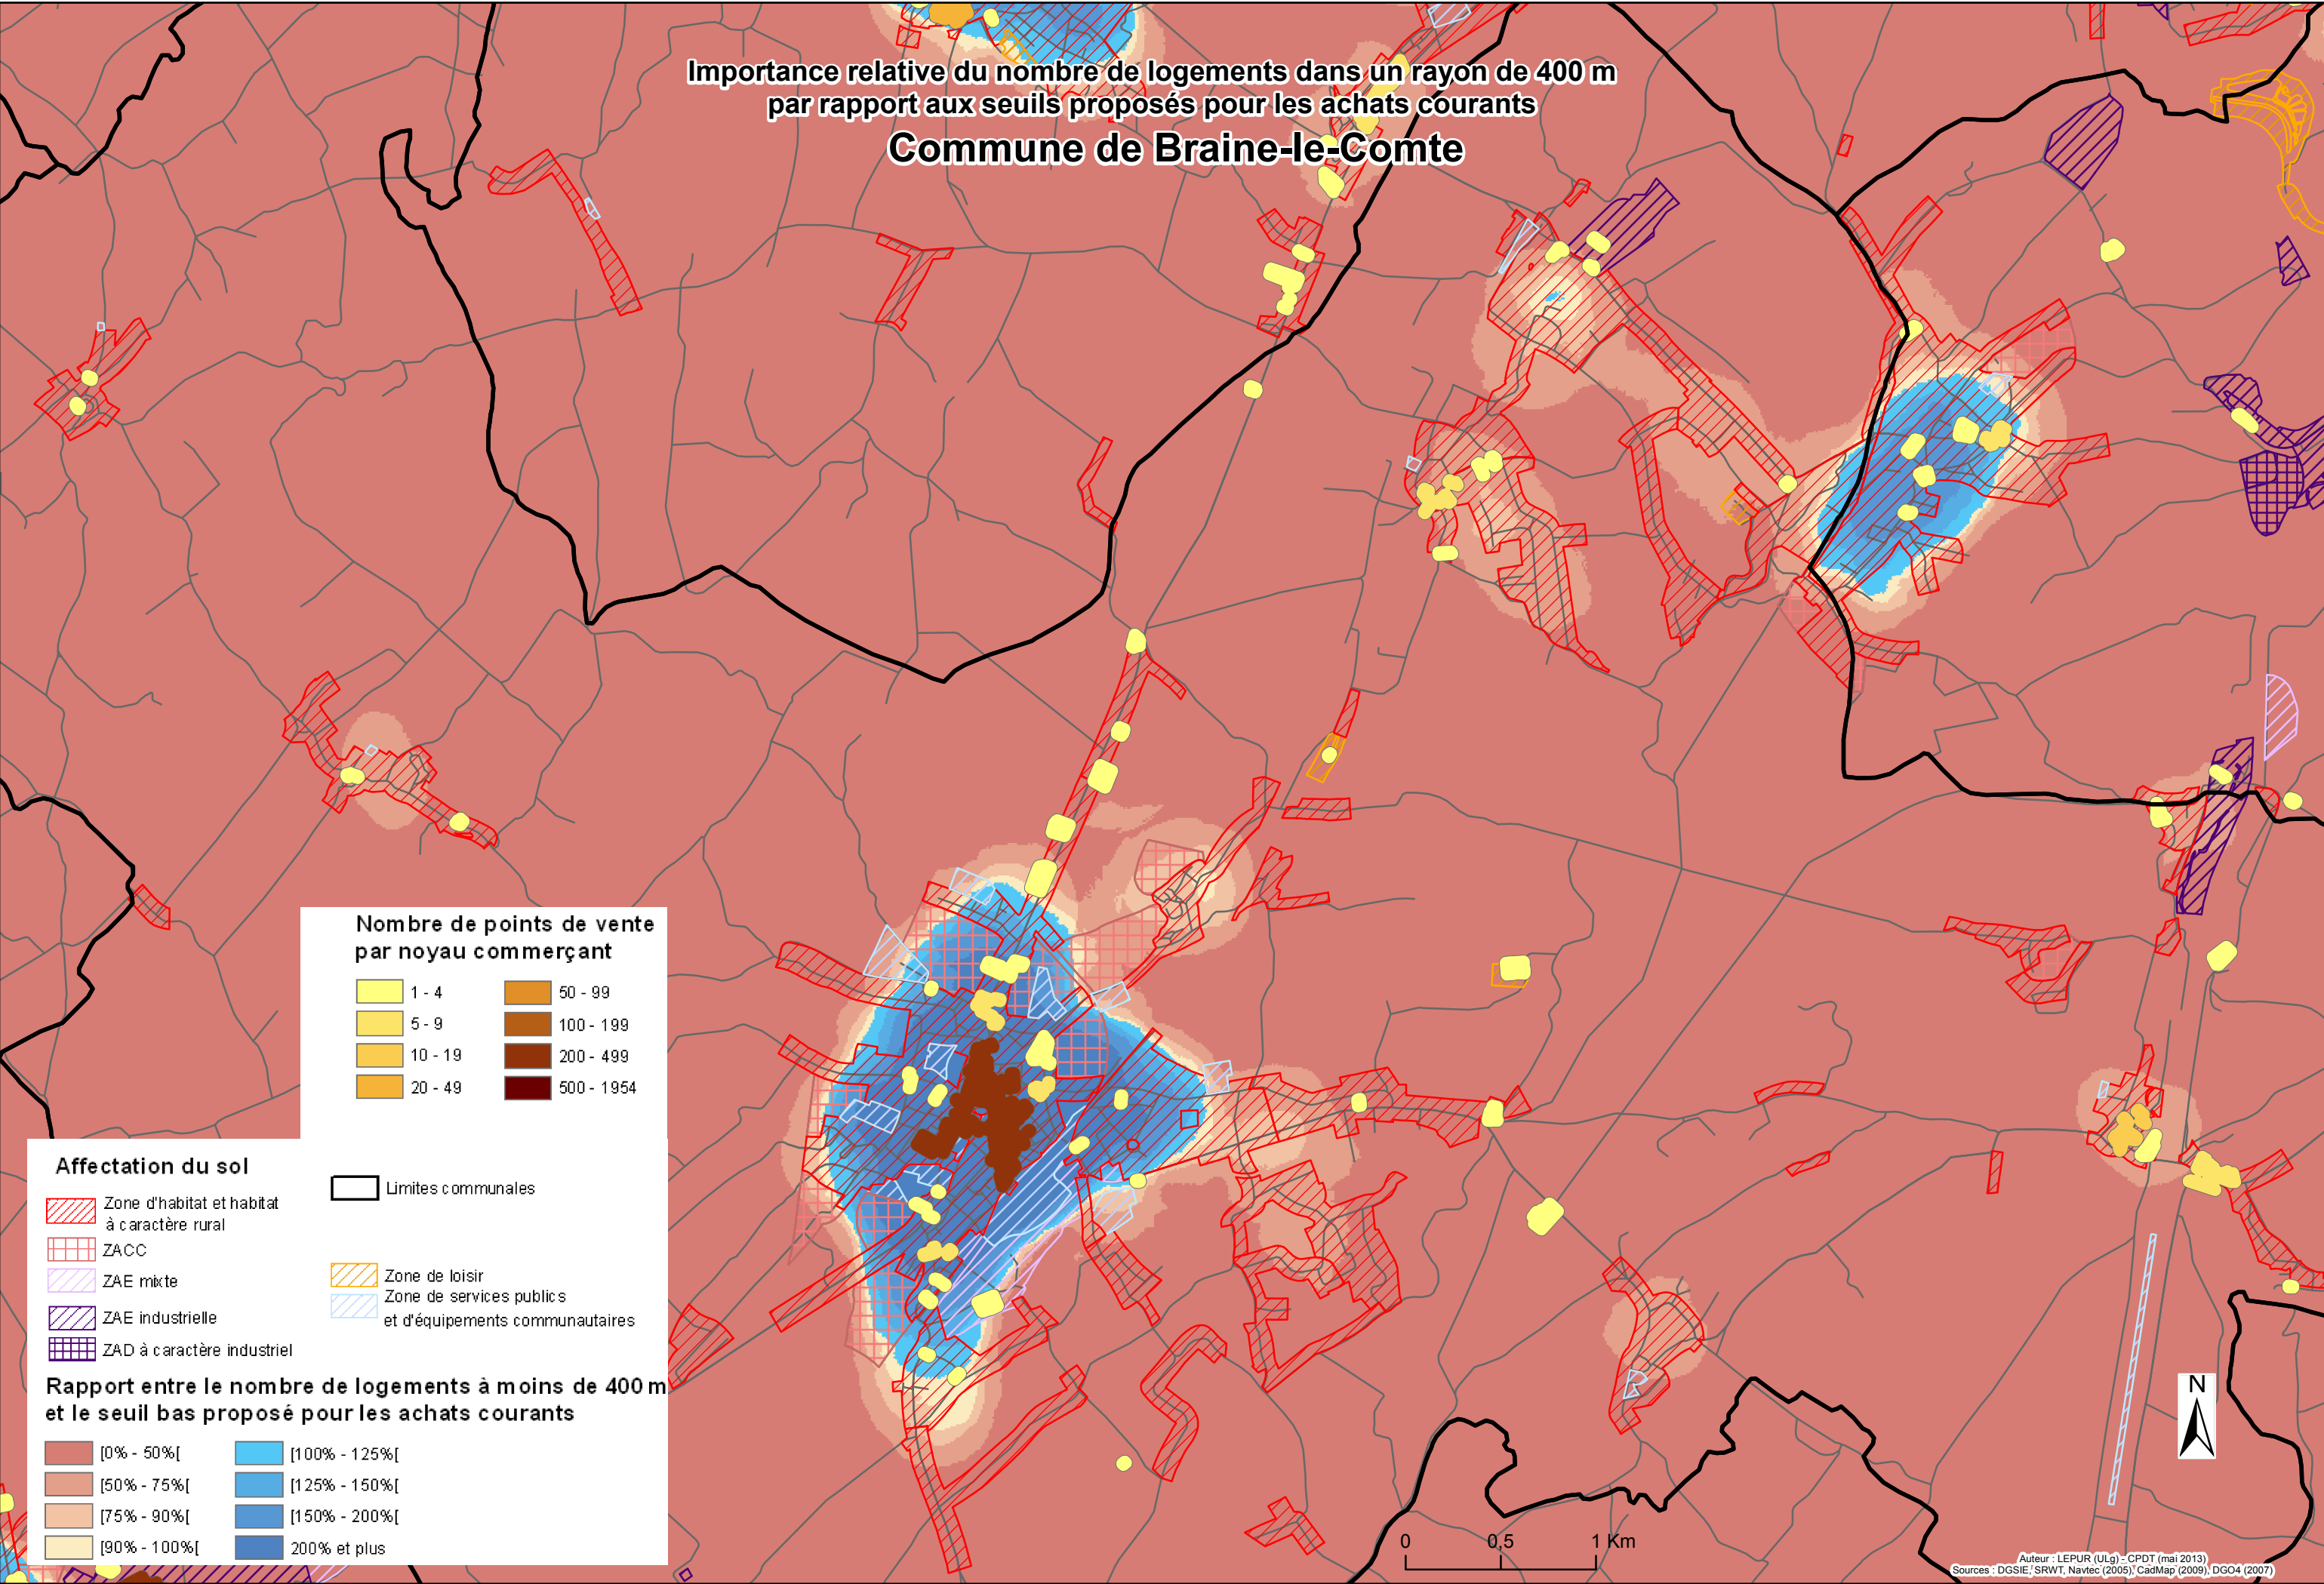 Importance relative du nombre de logements dans un rayon de 400 m
par rapport aux seuils proposés pour les achats courants
Commune de Braine-le-Comte
Nombre de points de vente
par noyau commerçant
1 - 4
50 - 99
5 - 9
100 - 199
10 - 19
200 - 499
20 - 49
500 - 1954
Affectation du sol
Zone d'habitat et habitat
à caractère rural
ZACC
ZAE mixte
ZAE industrielle
ZAD à caractère industriel
Limites communales
Zone de loisir
Zone de services publics
et d'équipements communautaires
Rapport entre le nombre de logements à moins de 400 m
et le seuil bas proposé pour les achats courants
[0% - 50%[
[100% - 125%[
[50% - 75%[
[125% - 150%[
[75% - 90%[
[150% - 200%[
[90% - 100%[
200% et plus
N
0 0,5 1 Km
Auteur : LEPUR (ULg) - CPDT (mai 2013)
Sources : DGSIE, SRWT, Navtec (2005), CadMap (2009), DGO4 (2007)